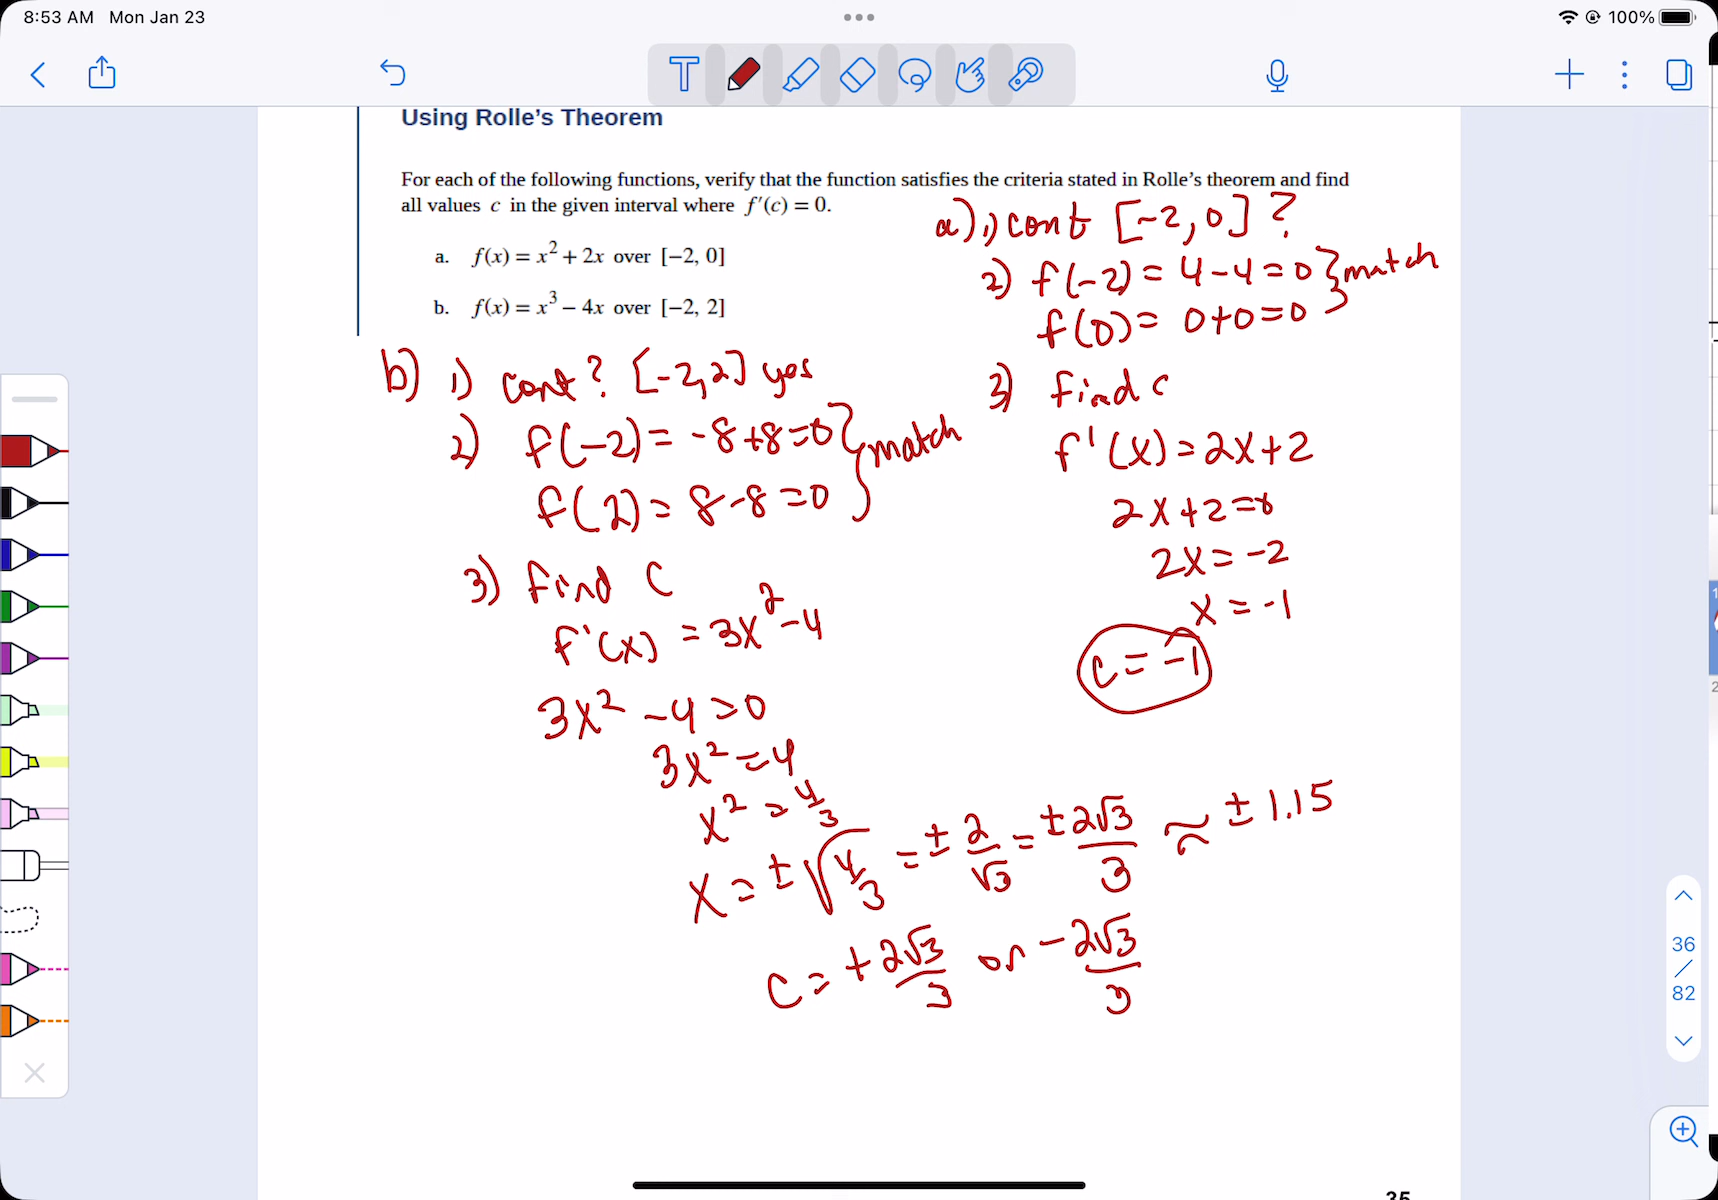 8:53 AM Mon Jan 23
100%
Using Rolle's Theorem
For each of the following functions, verify that the function satisfies the criteria stated in Rolle's theorem and find
all values c in the given interval where f′(c) = 0.
a. f(x) = x² + 2x over [−2, 0]
b. f(x) = x³ − 4x over [−2, 2]
a) 1) cont [-2, 0] ?
2) f(-2) = 4 - 4 = 0 } match
f(0) = 0+0=0
3) find c
f'(x) = 2x+2
2x+2=0
2x = -2
x = -1
c = -1
b) 1) cont? [-2,2] yes
2) f(-2) = -8+8=0 } match
f(2) = 8-8=0
3) find c
f'(x) = 3x²-4
3x² - 4 = 0
3x² = 4
x² = 4/3
x = ±√(4/3) = ± 2/√3 = ± 2√3/3 ≈ ± 1.15
c = + 2√3/3 or - 2√3/3
36
/
82
35